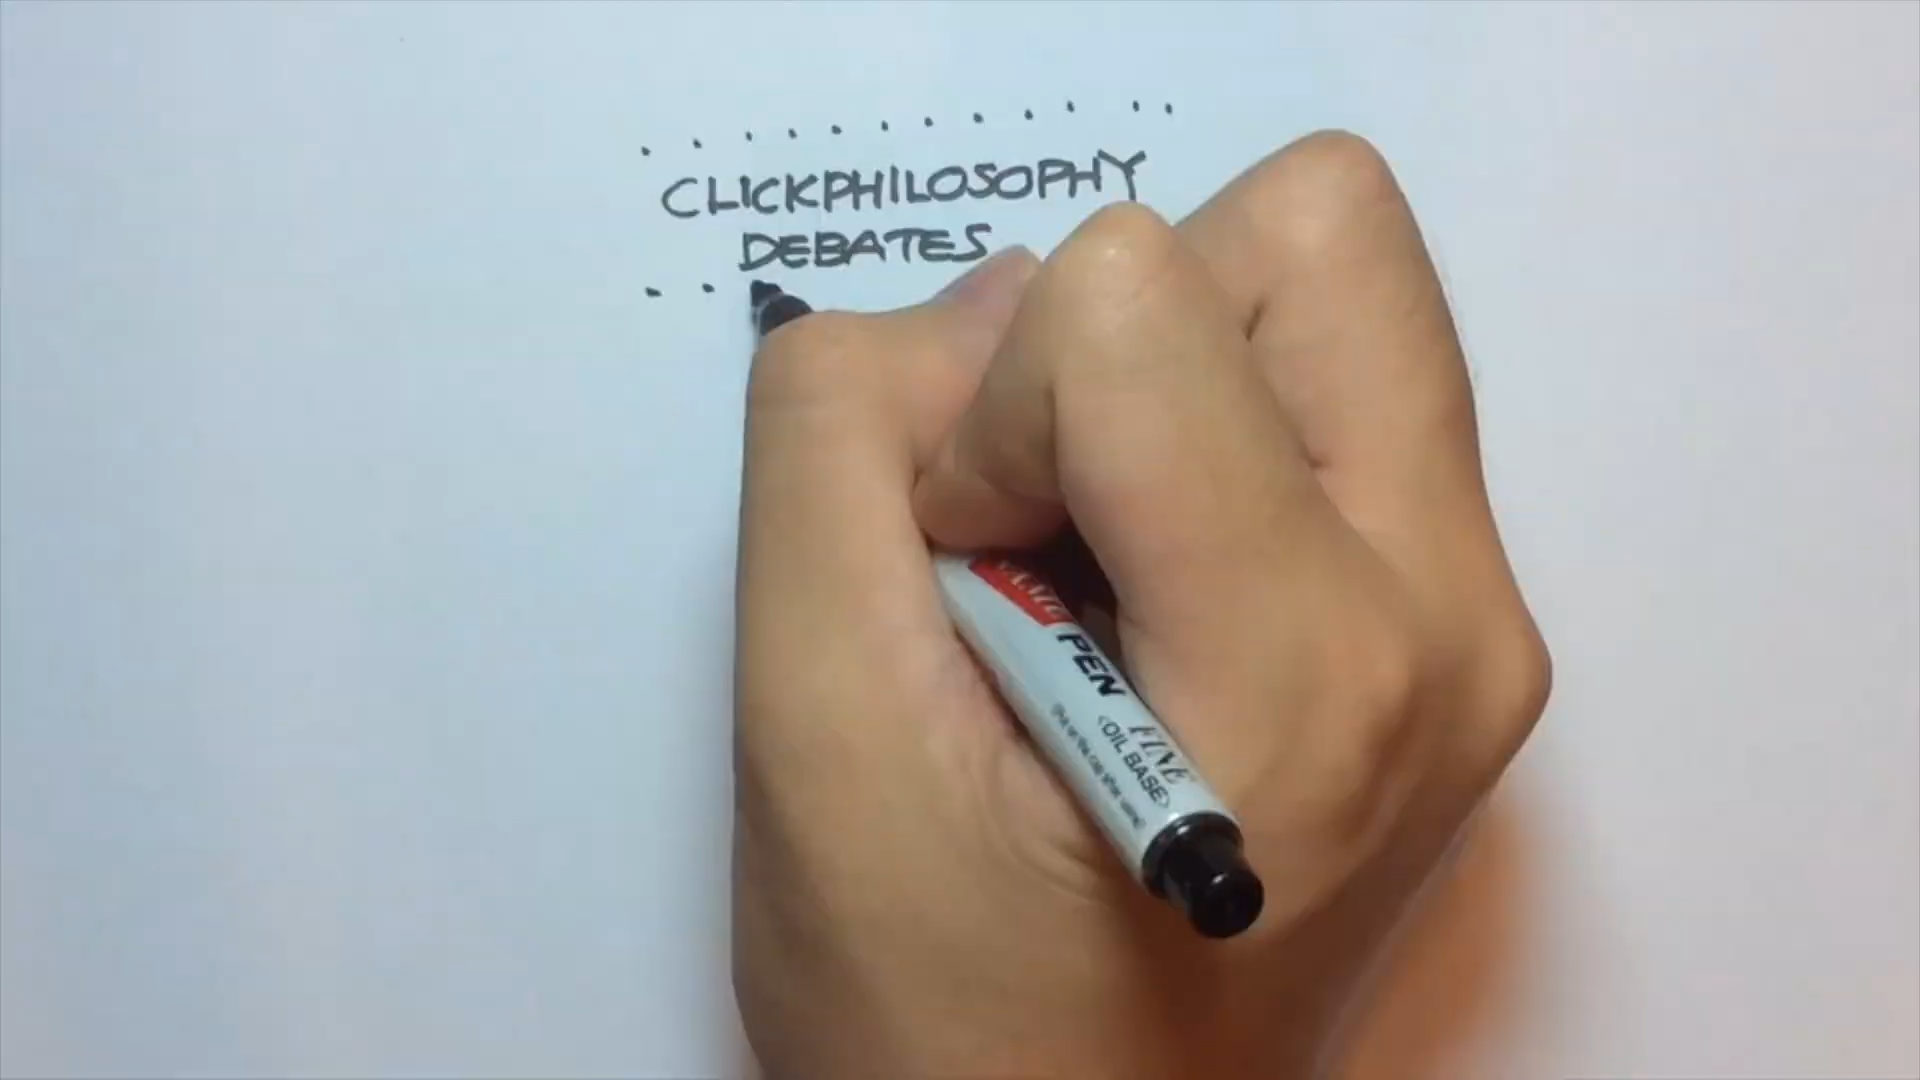 CLICKPHILOSOPHY
DEBATES
PEN
FINE
<OIL BASE>